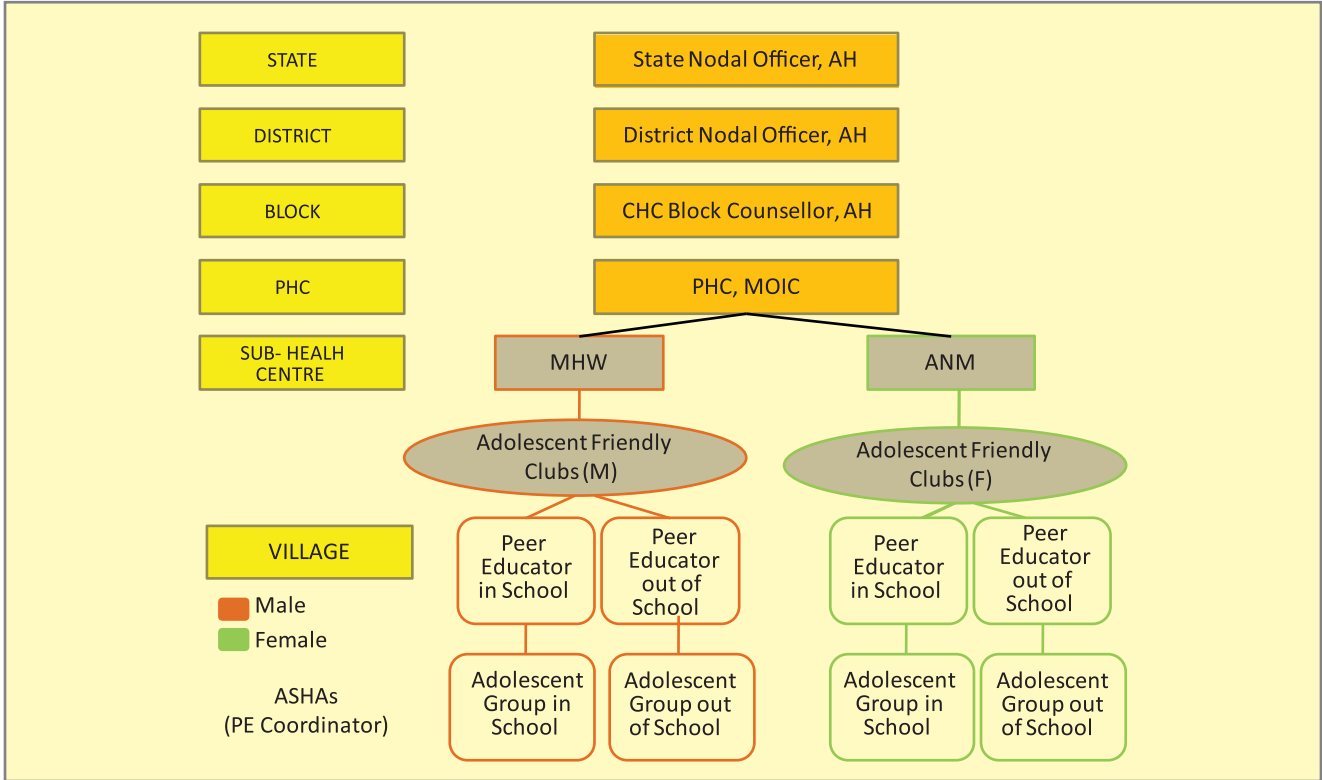 STATE
State Nodal Officer, AH
DISTRICT
District Nodal Officer, AH
BLOCK
CHC Block Counsellor, AH
PHC
PHC, MOIC
SUB- HEALH
CENTRE
MHW
ANM
Adolescent Friendly
Clubs (M)
Adolescent Friendly
Clubs (F)
VILLAGE
Peer
Educator
in School
Peer
Educator
out of
School
Peer
Educator
in School
Peer
Educator
out of
School
Male
Female
ASHAs
(PE Coordinator)
Adolescent
Group in
School
Adolescent
Group out
of School
Adolescent
Group in
School
Adolescent
Group out
of School